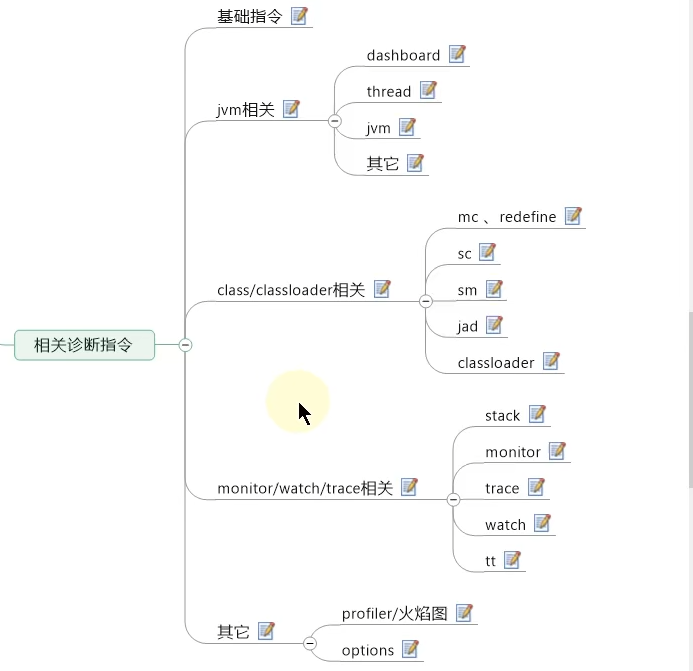 基础指令
jvm相关
dashboard
thread
jvm
其它
class/classloader相关
mc 、redefine
sc
sm
jad
classloader
相关诊断指令
monitor/watch/trace相关
stack
monitor
trace
watch
tt
其它
profiler/火焰图
options